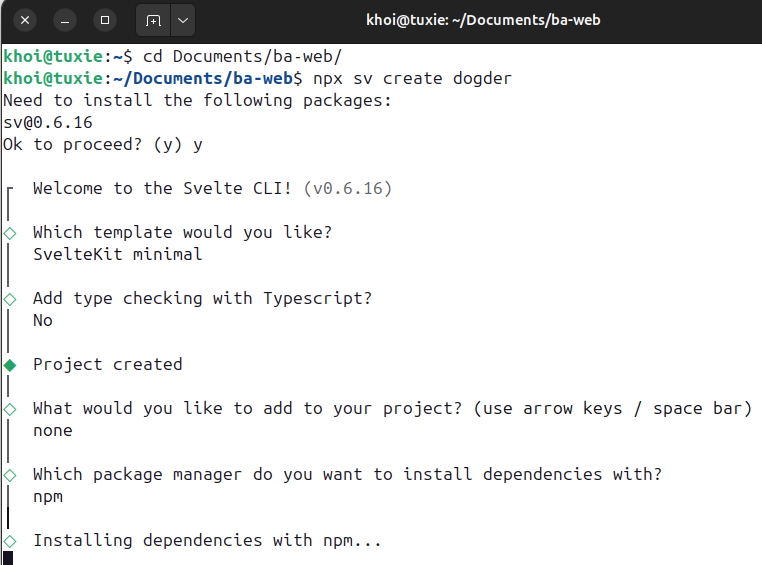 khoi@tuxie: ~/Documents/ba-web
khoi@tuxie:~$ cd Documents/ba-web/
khoi@tuxie:~/Documents/ba-web$ npx sv create dogder
Need to install the following packages:
sv@0.6.16
Ok to proceed? (y) y
Welcome to the Svelte CLI! (v0.6.16)
Which template would you like?
SvelteKit minimal
Add type checking with Typescript?
No
Project created
What would you like to add to your project? (use arrow keys / space bar)
none
Which package manager do you want to install dependencies with?
npm
Installing dependencies with npm...